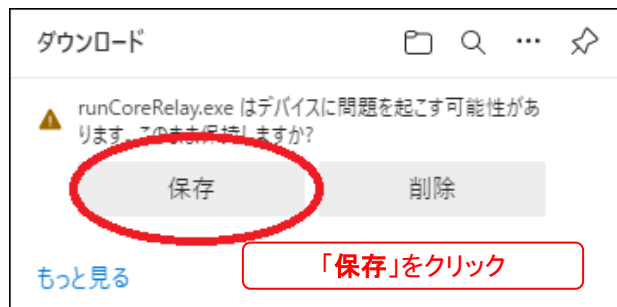 ダウンロード
runCoreRelay.exe はデバイスに問題を起こす可能性があ
ります。このまま保持しますか?
保存
削除
「保存」をクリック
もっと見る